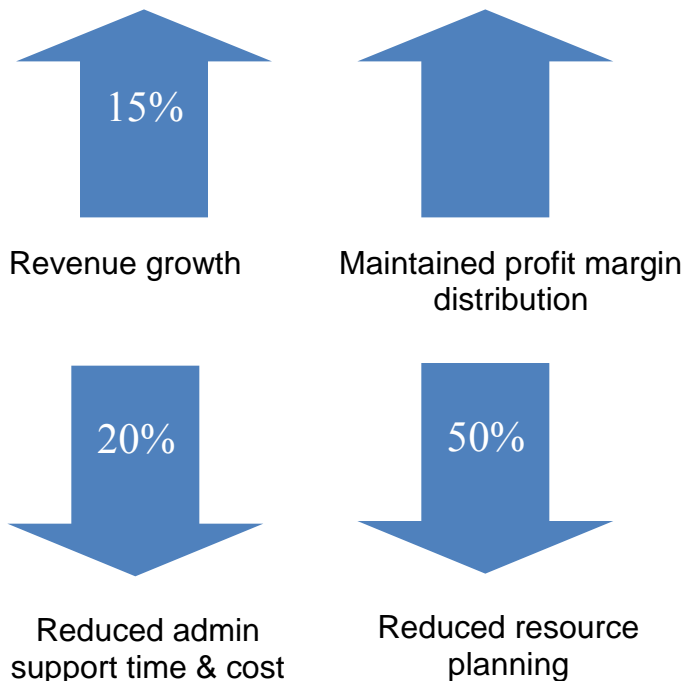 15%
Revenue growth
Maintained profit margin
distribution
20%
50%
Reduced admin
support time & cost
Reduced resource
planning